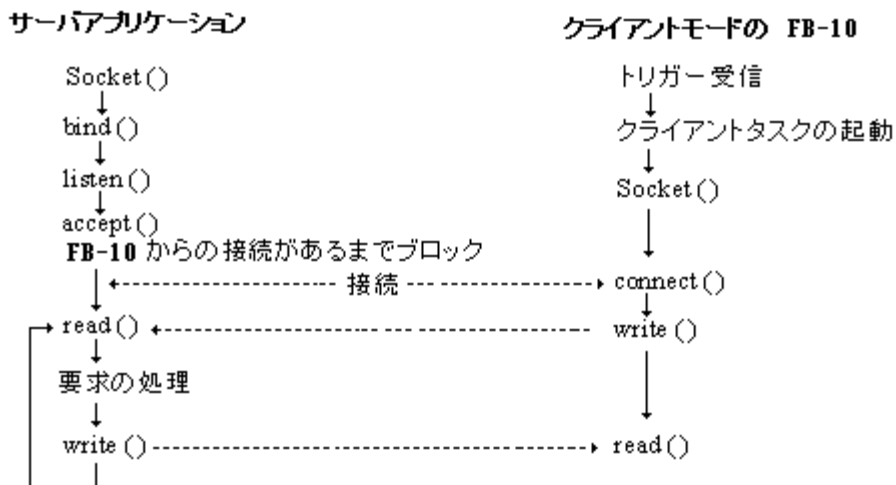 サーバアプリケーション
Socket()
bind()
listen()
accept()
FB-10 からの接続があるまでブロック
接続
read()
要求の処理
write()
クライアントモードの FB-10
トリガー受信
クライアントタスクの起動
Socket()
connect()
write()
read()